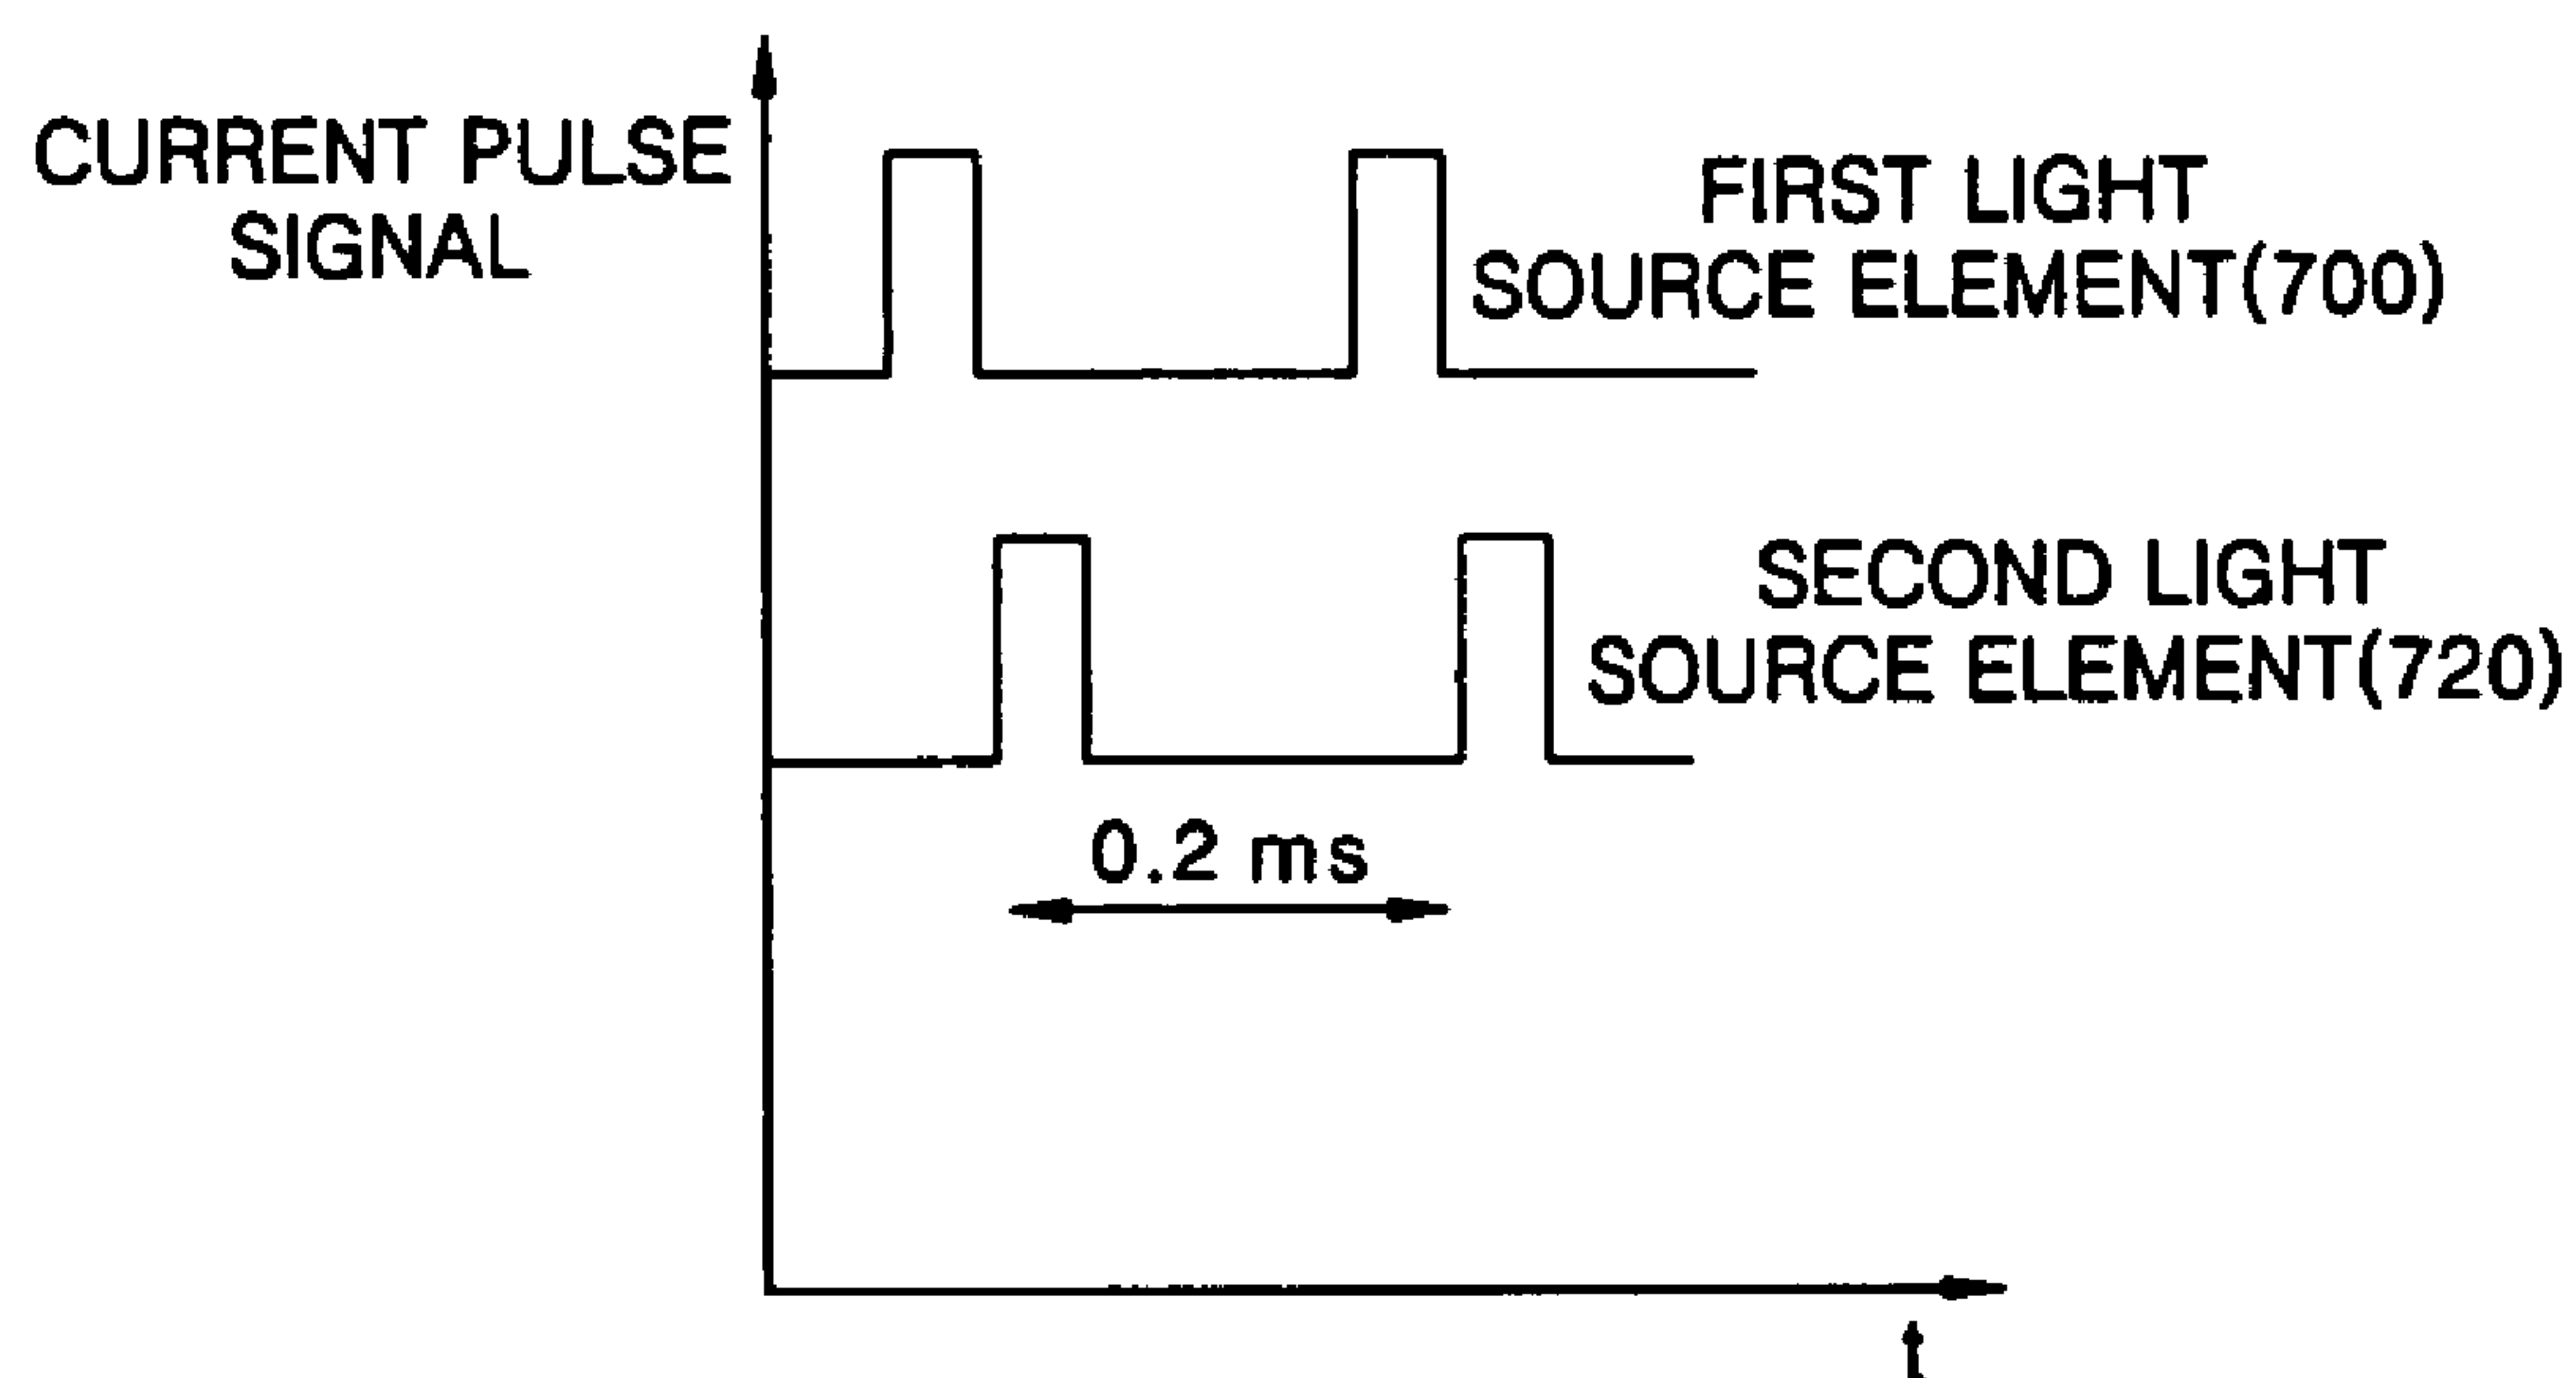 CURRENT PULSE
SIGNAL
FIRST LIGHT
SOURCE ELEMENT(700)
SECOND LIGHT
SOURCE ELEMENT(720)
0.2 ms